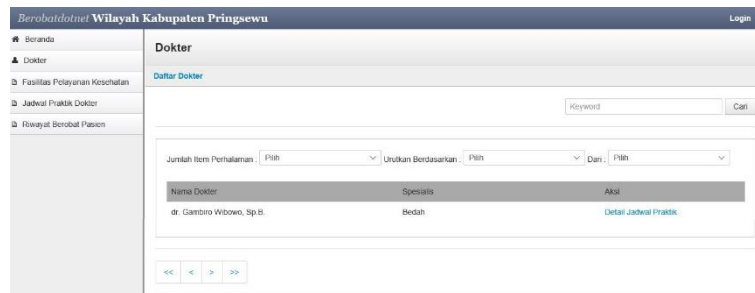 Berobatdotnet Wilayah Kabupaten Pringsewu Login
Beranda
Dokter
Fasilitas Pelayanan Kesehatan
Jadwal Praktik Dokter
Riwayat Berobat Pasien
Dokter
Daftar Dokter
Keyword Cari
Jumlah Item Perhalaman : Pilih Urutkan Berdasarkan : Pilih Dari : Pilih
Nama Dokter Spesialis Aksi
dr. Gambiro Wibowo, Sp.B. Bedah Detail Jadwal Praktik
<< < > >>